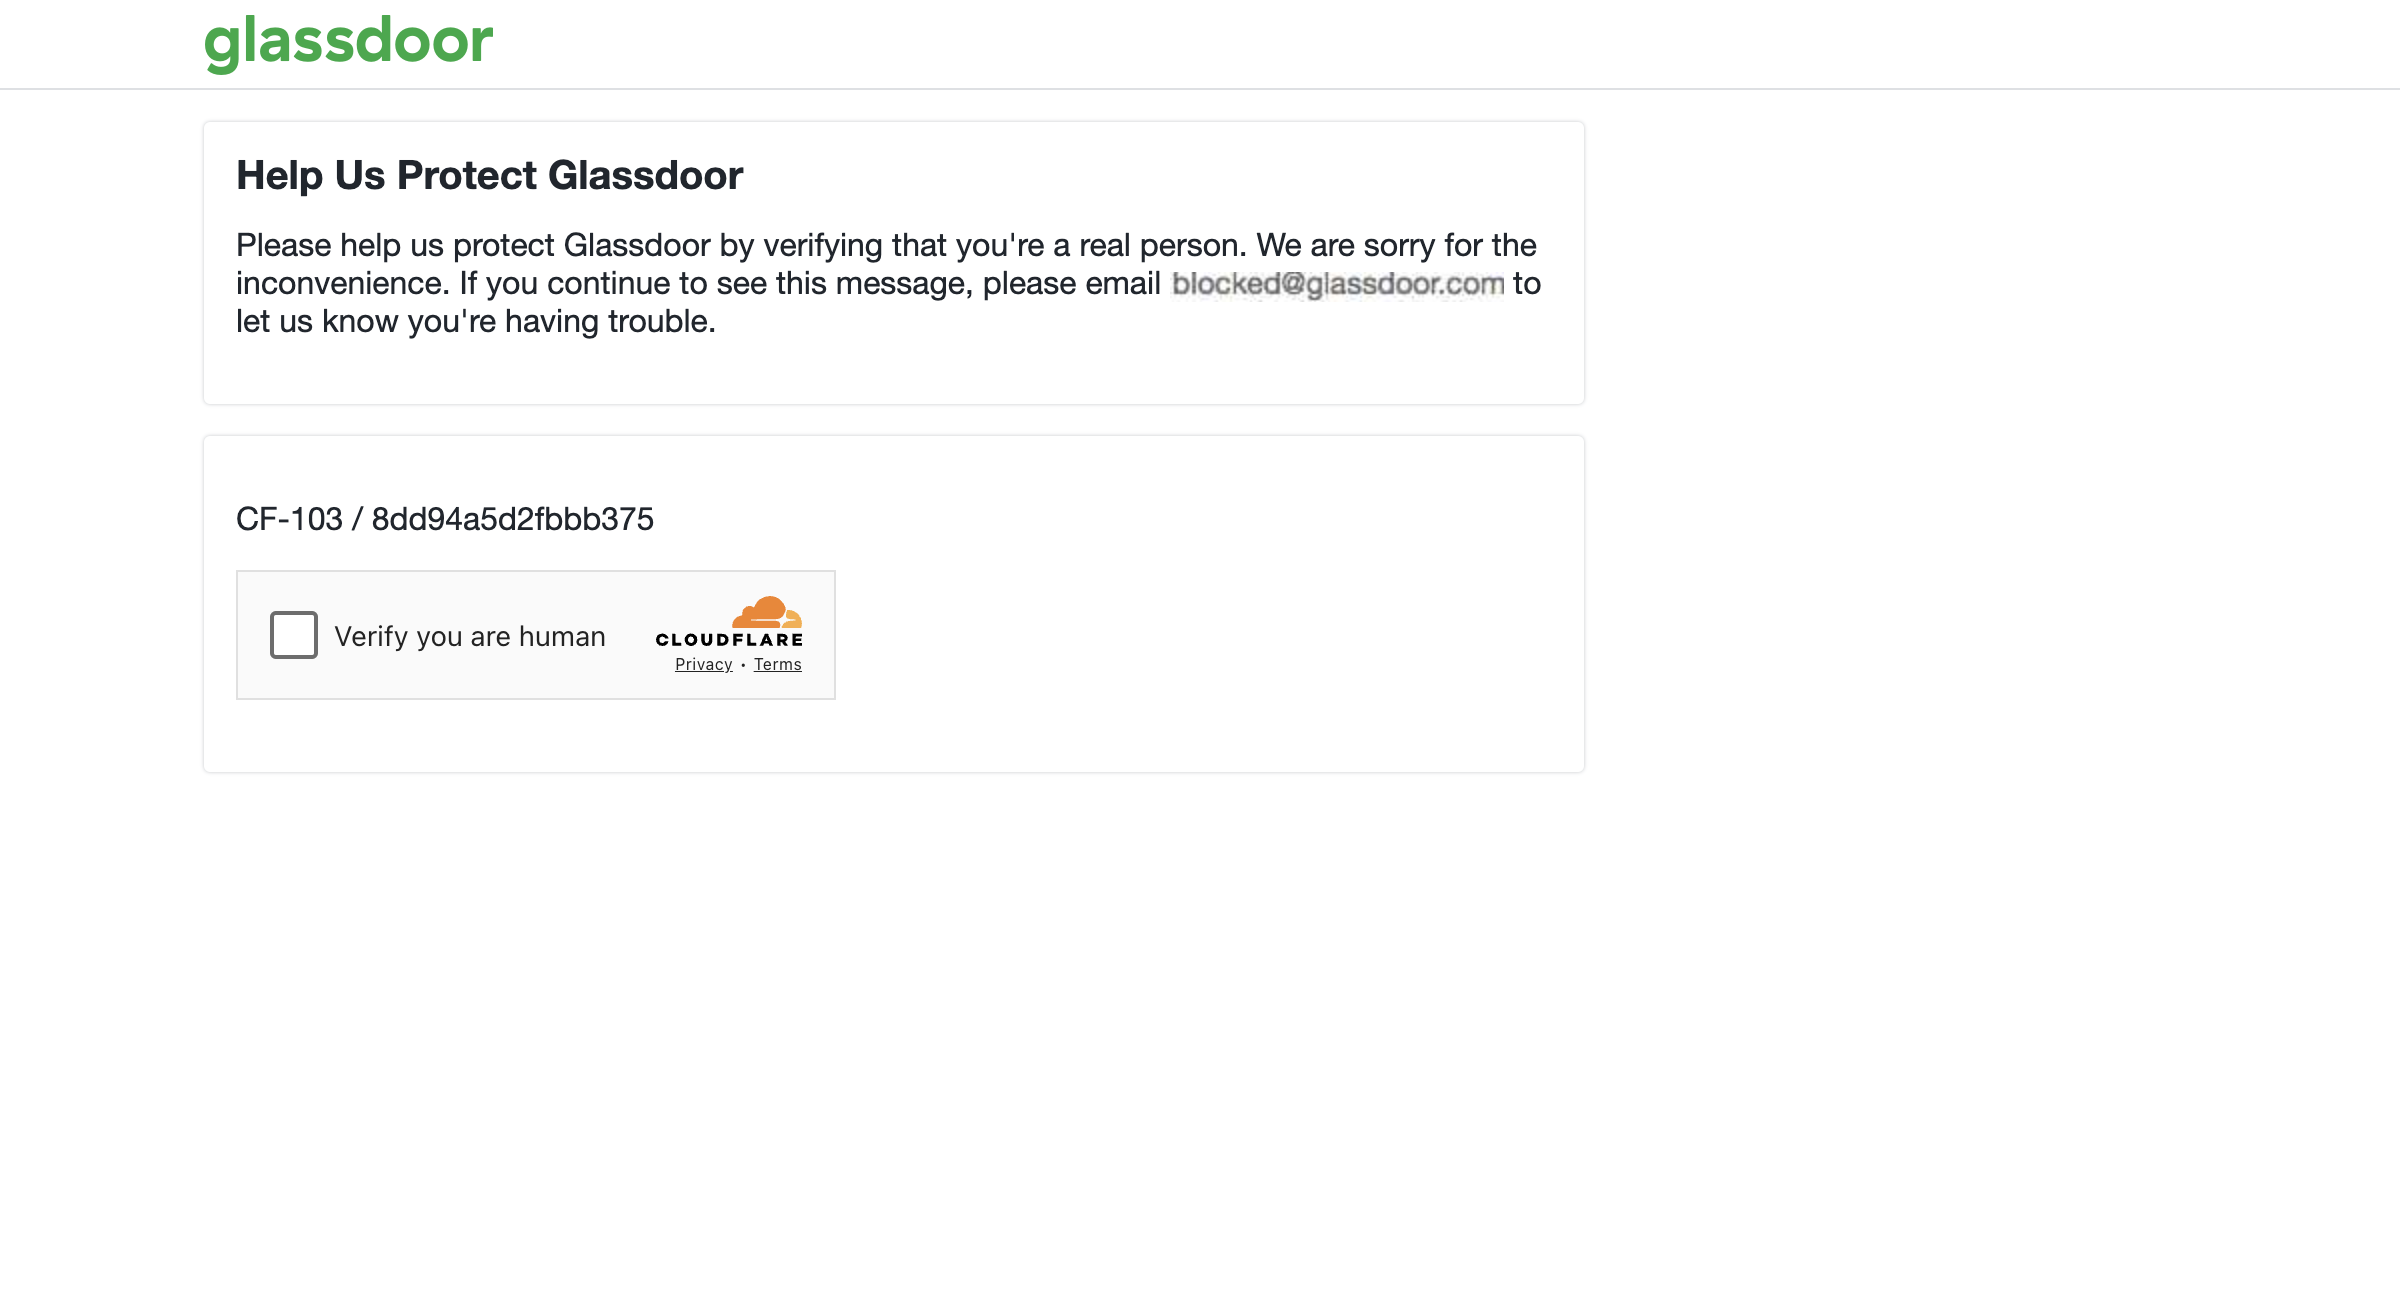 glassdoor
Help Us Protect Glassdoor
Please help us protect Glassdoor by verifying that you're a real person. We are sorry for the
inconvenience. If you continue to see this message, please email blocked@glassdoor.com to
let us know you're having trouble.
CF-103 / 8dd94a5d2fbbb375
Verify you are human
CLOUDFLARE
Privacy • Terms